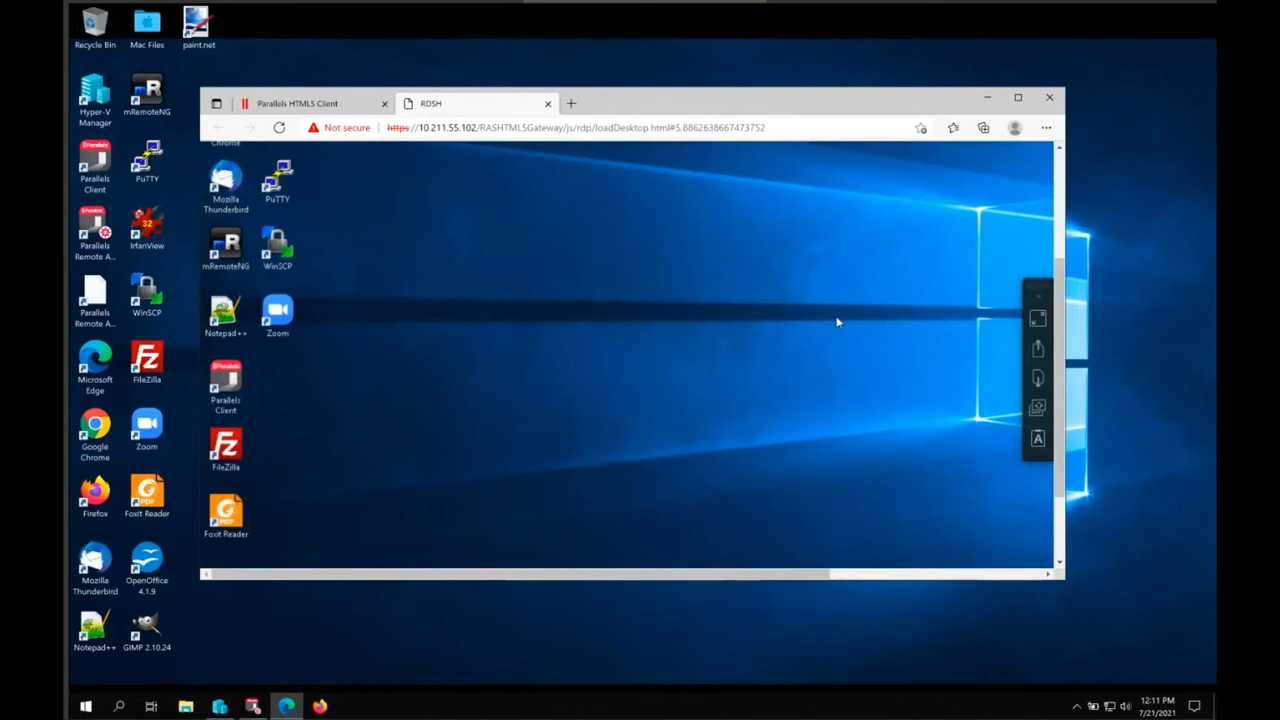 Recycle Bin
Mac Files
paint.net
Hyper-V
Manager
mRemoteNG
Parallels
Client
PuTTY
Parallels
Remote A...
32
IrfanView
Parallels
Remote A...
WinSCP
Microsoft
Edge
FileZilla
Google
Chrome
Zoom
Firefox
Foxit Reader
Mozilla
Thunderbird
OpenOffice
4.1.9
Notepad++
GIMP 2.10.24
Parallels HTML5 Client
RDSH
Not secure
https://10.211.55.102/RASHTML5Gateway/js/rdp/loadDesktop html#5.8862638667473752
Chrome
Mozilla
Thunderbird
PuTTY
mRemoteNG
WinSCP
Notepad++
Zoom
Parallels
Client
FileZilla
Foxit Reader
A
12:11 PM
7/21/2021